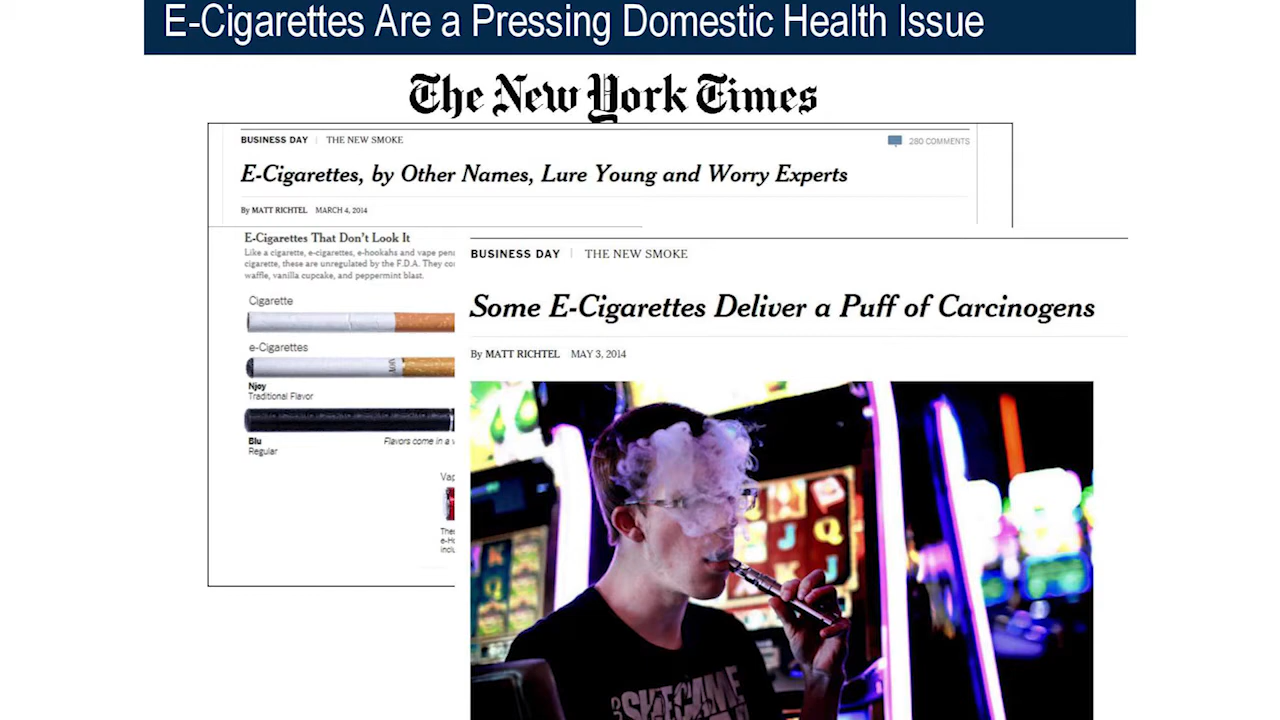 E-Cigarettes Are a Pressing Domestic Health Issue
The New York Times
BUSINESS DAY | THE NEW SMOKE
280 COMMENTS
E-Cigarettes, by Other Names, Lure Young and Worry Experts
By MATT RICHTEL MARCH 4, 2014
E-Cigarettes That Don't Look It
Like a cigarette, e-cigarettes, e-hookahs and vape
cigarette, these are unregulated by the F.D.A. They
waffle, vanilla cupcake, and peppermint blast.
Cigarette
e-Cigarettes
NJOY
Njoy
Traditional Flavor
Blu
Regular
Flavors come in a
BUSINESS DAY | THE NEW SMOKE
Some E-Cigarettes Deliver a Puff of Carcinogens
By MATT RICHTEL MAY 3, 2014